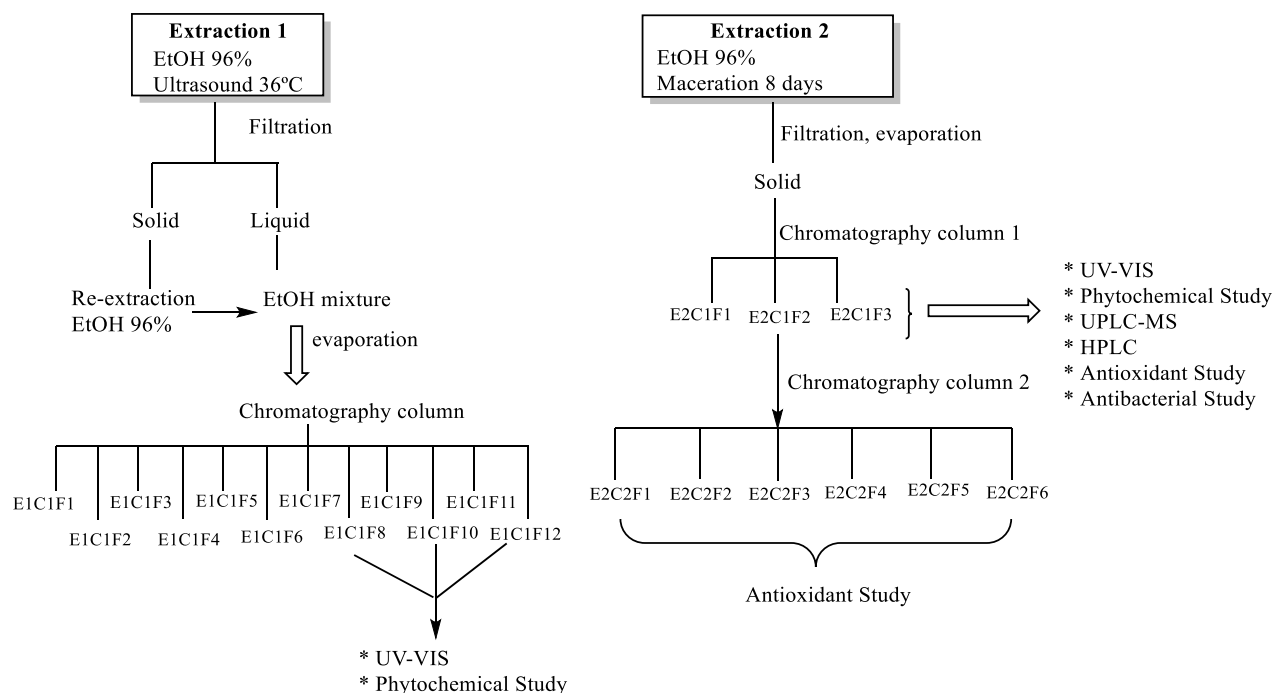 Extraction 1
EtOH 96%
Ultrasound 36ºC
Filtration
Solid
Liquid
Re-extraction
EtOH 96%
EtOH mixture
evaporation
Chromatography column
E1C1F1
E1C1F2
E1C1F3
E1C1F4
E1C1F5
E1C1F6
E1C1F7
E1C1F8
E1C1F9
E1C1F10
E1C1F11
E1C1F12
* UV-VIS
* Phytochemical Study
Extraction 2
EtOH 96%
Maceration 8 days
Filtration, evaporation
Solid
Chromatography column 1
E2C1F1
E2C1F2
E2C1F3
* UV-VIS
* Phytochemical Study
* UPLC-MS
* HPLC
* Antioxidant Study
* Antibacterial Study
Chromatography column 2
E2C2F1
E2C2F2
E2C2F3
E2C2F4
E2C2F5
E2C2F6
Antioxidant Study